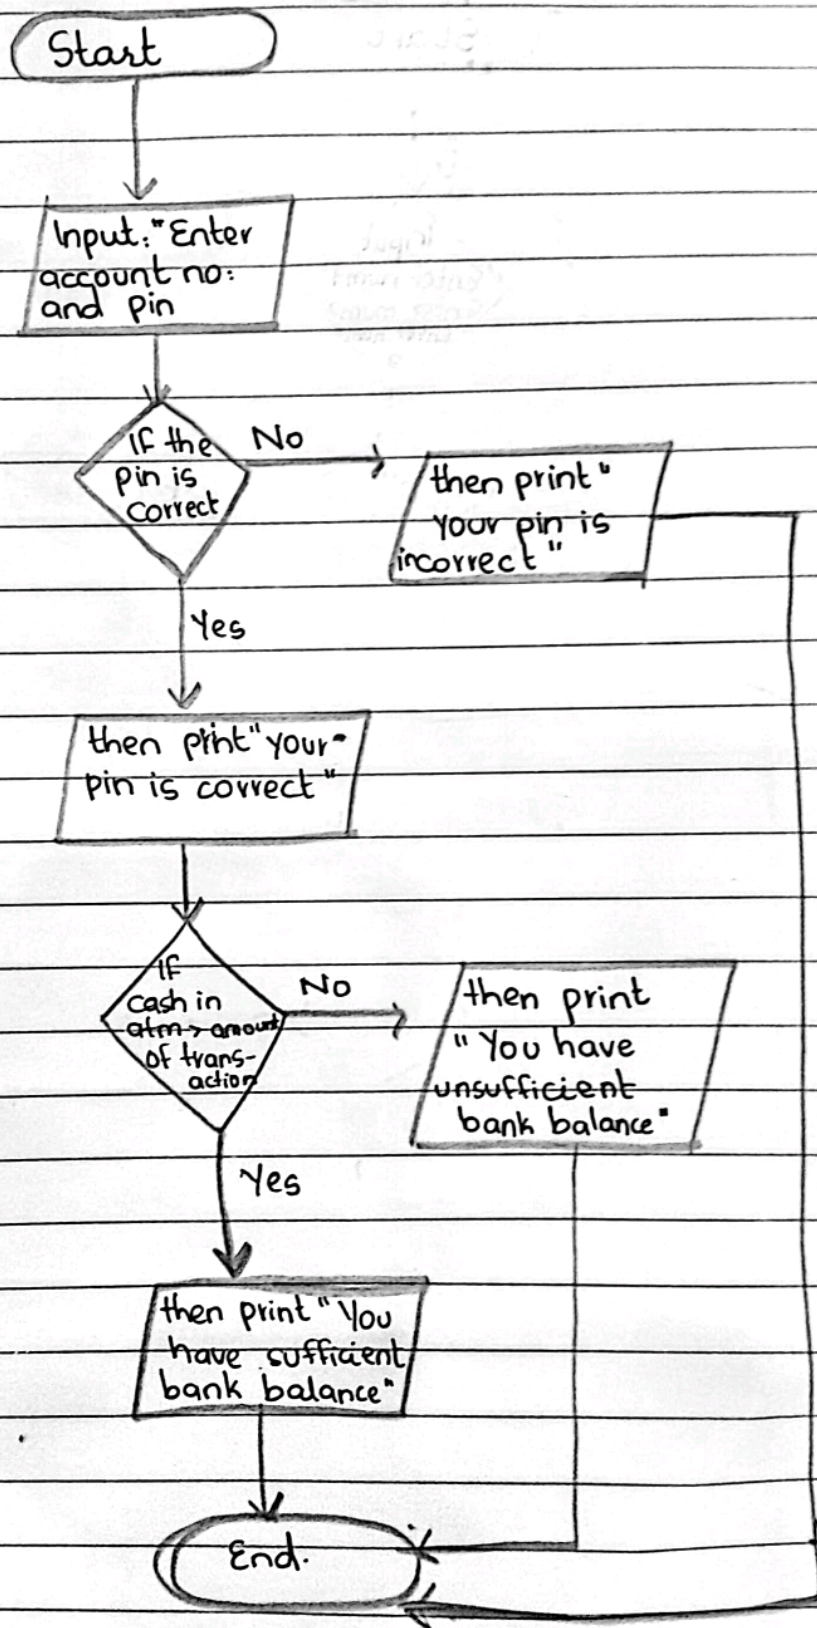 Start
Input:"Enter
account no:
and pin
If the
pin is
correct
No
then print"
your pin is
incorrect"
Yes
then print"your
pin is correct"
If
cash in
atm > amount
of trans-
action
No
then print
"You have
unsufficient
bank balance"
Yes
then print"You
have sufficient
bank balance"
End.